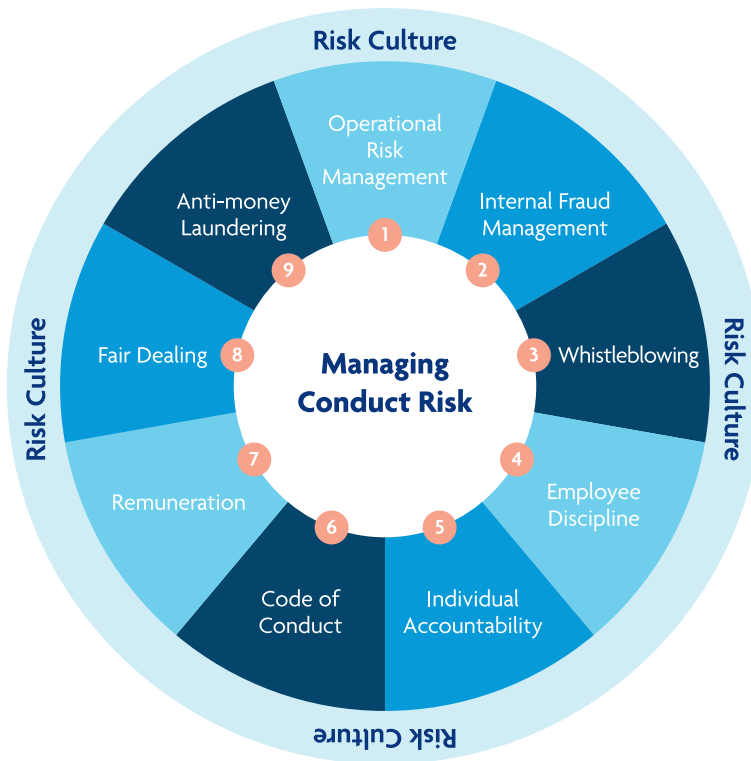 Risk Culture
Operational
Risk
Management
1
Internal Fraud
Management
2
Whistleblowing
3
Employee
Discipline
4
Individual
Accountability
5
Code of
Conduct
6
Remuneration
7
Fair Dealing
8
Anti-money
Laundering
9
Managing
Conduct Risk
Risk Culture
Risk Culture
Risk Culture